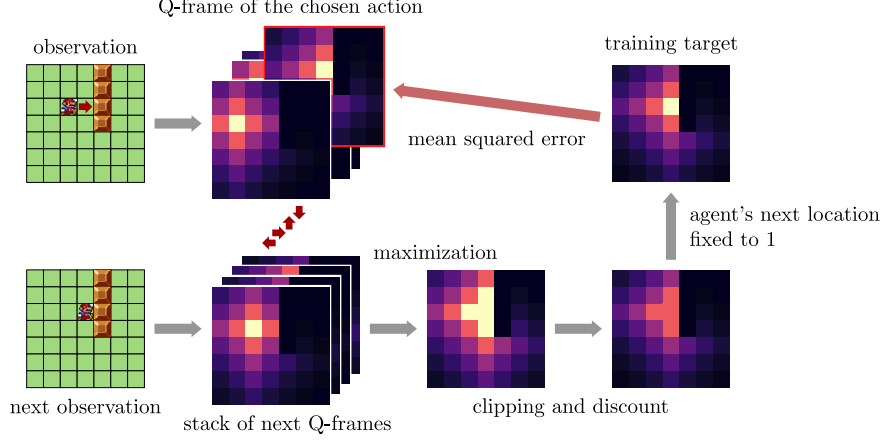 Q-frame of the chosen action
observation
training target
mean squared error
agent's next location
fixed to 1
maximization
next observation
stack of next Q-frames
clipping and discount